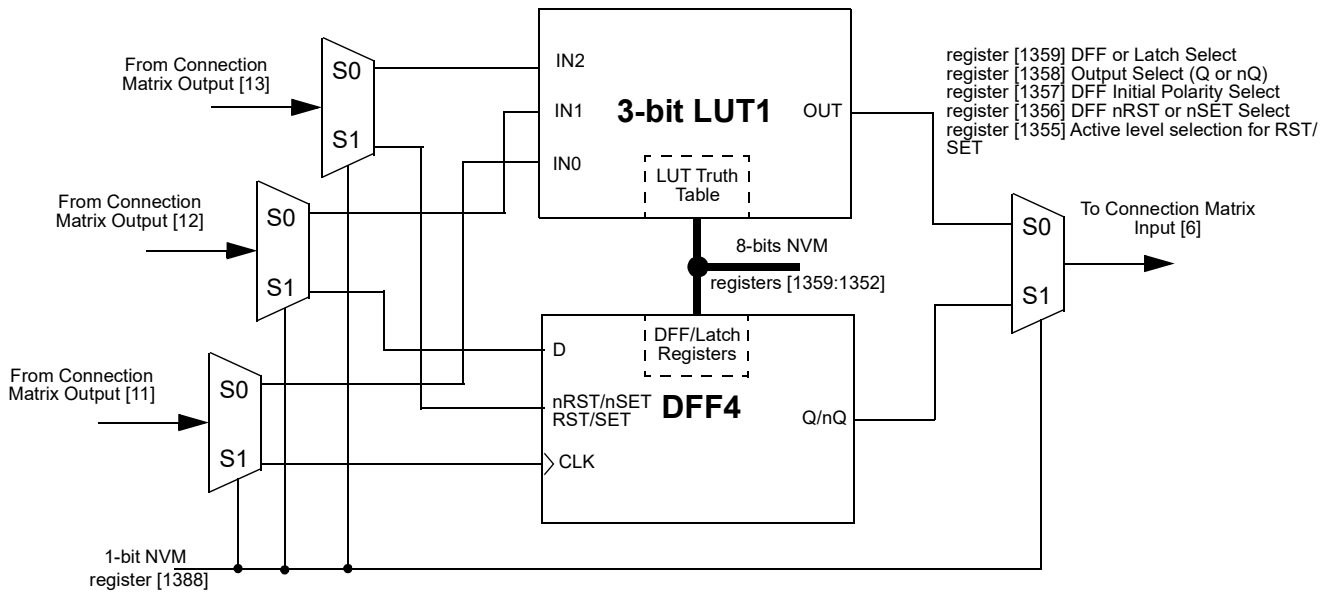 From Connection
Matrix Output [13]
S0
S1
IN2
IN1
IN0
3-bit LUT1
OUT
LUT Truth
Table
register [1359] DFF or Latch Select
register [1358] Output Select (Q or nQ)
register [1357] DFF Initial Polarity Select
register [1356] DFF nRST or nSET Select
register [1355] Active level selection for RST/
SET
From Connection
Matrix Output [12]
S0
S1
8-bits NVM
registers [1359:1352]
S0
S1
To Connection Matrix
Input [6]
From Connection
Matrix Output [11]
S0
S1
DFF/Latch
Registers
D
nRST/nSET
RST/SET
DFF4
Q/nQ
CLK
1-bit NVM
register [1388]